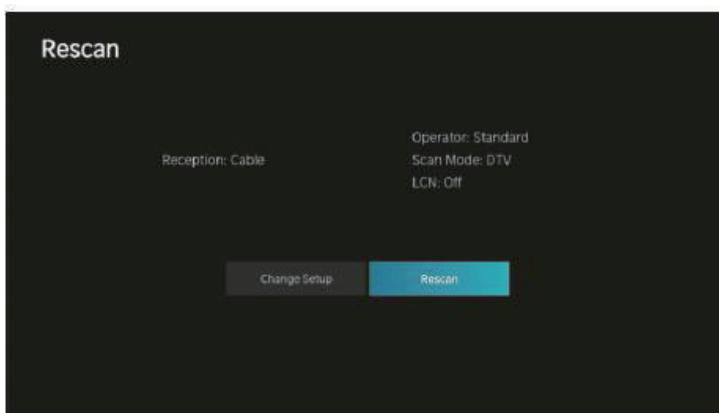 Rescan
Reception: Cable
Operator: Standard
Scan Mode: DTV
LCN: Off
Change Setup
Rescan